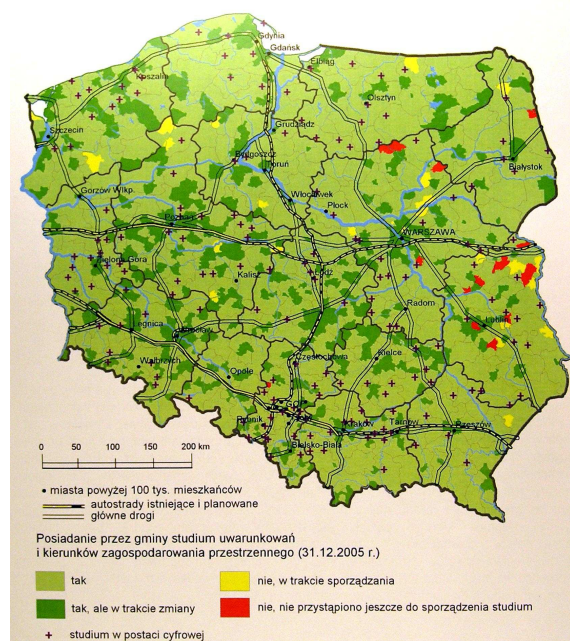 Gdynia
Gdańsk
Koszalin
Elbląg
Olsztyn
Szczecin
Grudziądz
Bydgoszcz
Białystok
Toruń
Gorzów Wlkp.
Włocławek
Płock
Poznań
WARSZAWA
Zielona Góra
Kalisz
Łódź
Radom
Legnica
Lublin
Wrocław
Wałbrzych
Częstochowa
Kielce
Opole
Rybnik
Kraków
Tarnów
Rzeszów
Bielsko-Biała
0 50 100 150 200 km
miasta powyżej 100 tys. mieszkańców
autostrady istniejące i planowane
główne drogi
Posiadanie przez gminy studium uwarunkowań
i kierunków zagospodarowania przestrzennego (31.12.2005 r.)
tak
nie, w trakcie sporządzania
tak, ale w trakcie zmiany
nie, nie przystąpiono jeszcze do sporządzenia studium
+ studium w postaci cyfrowej